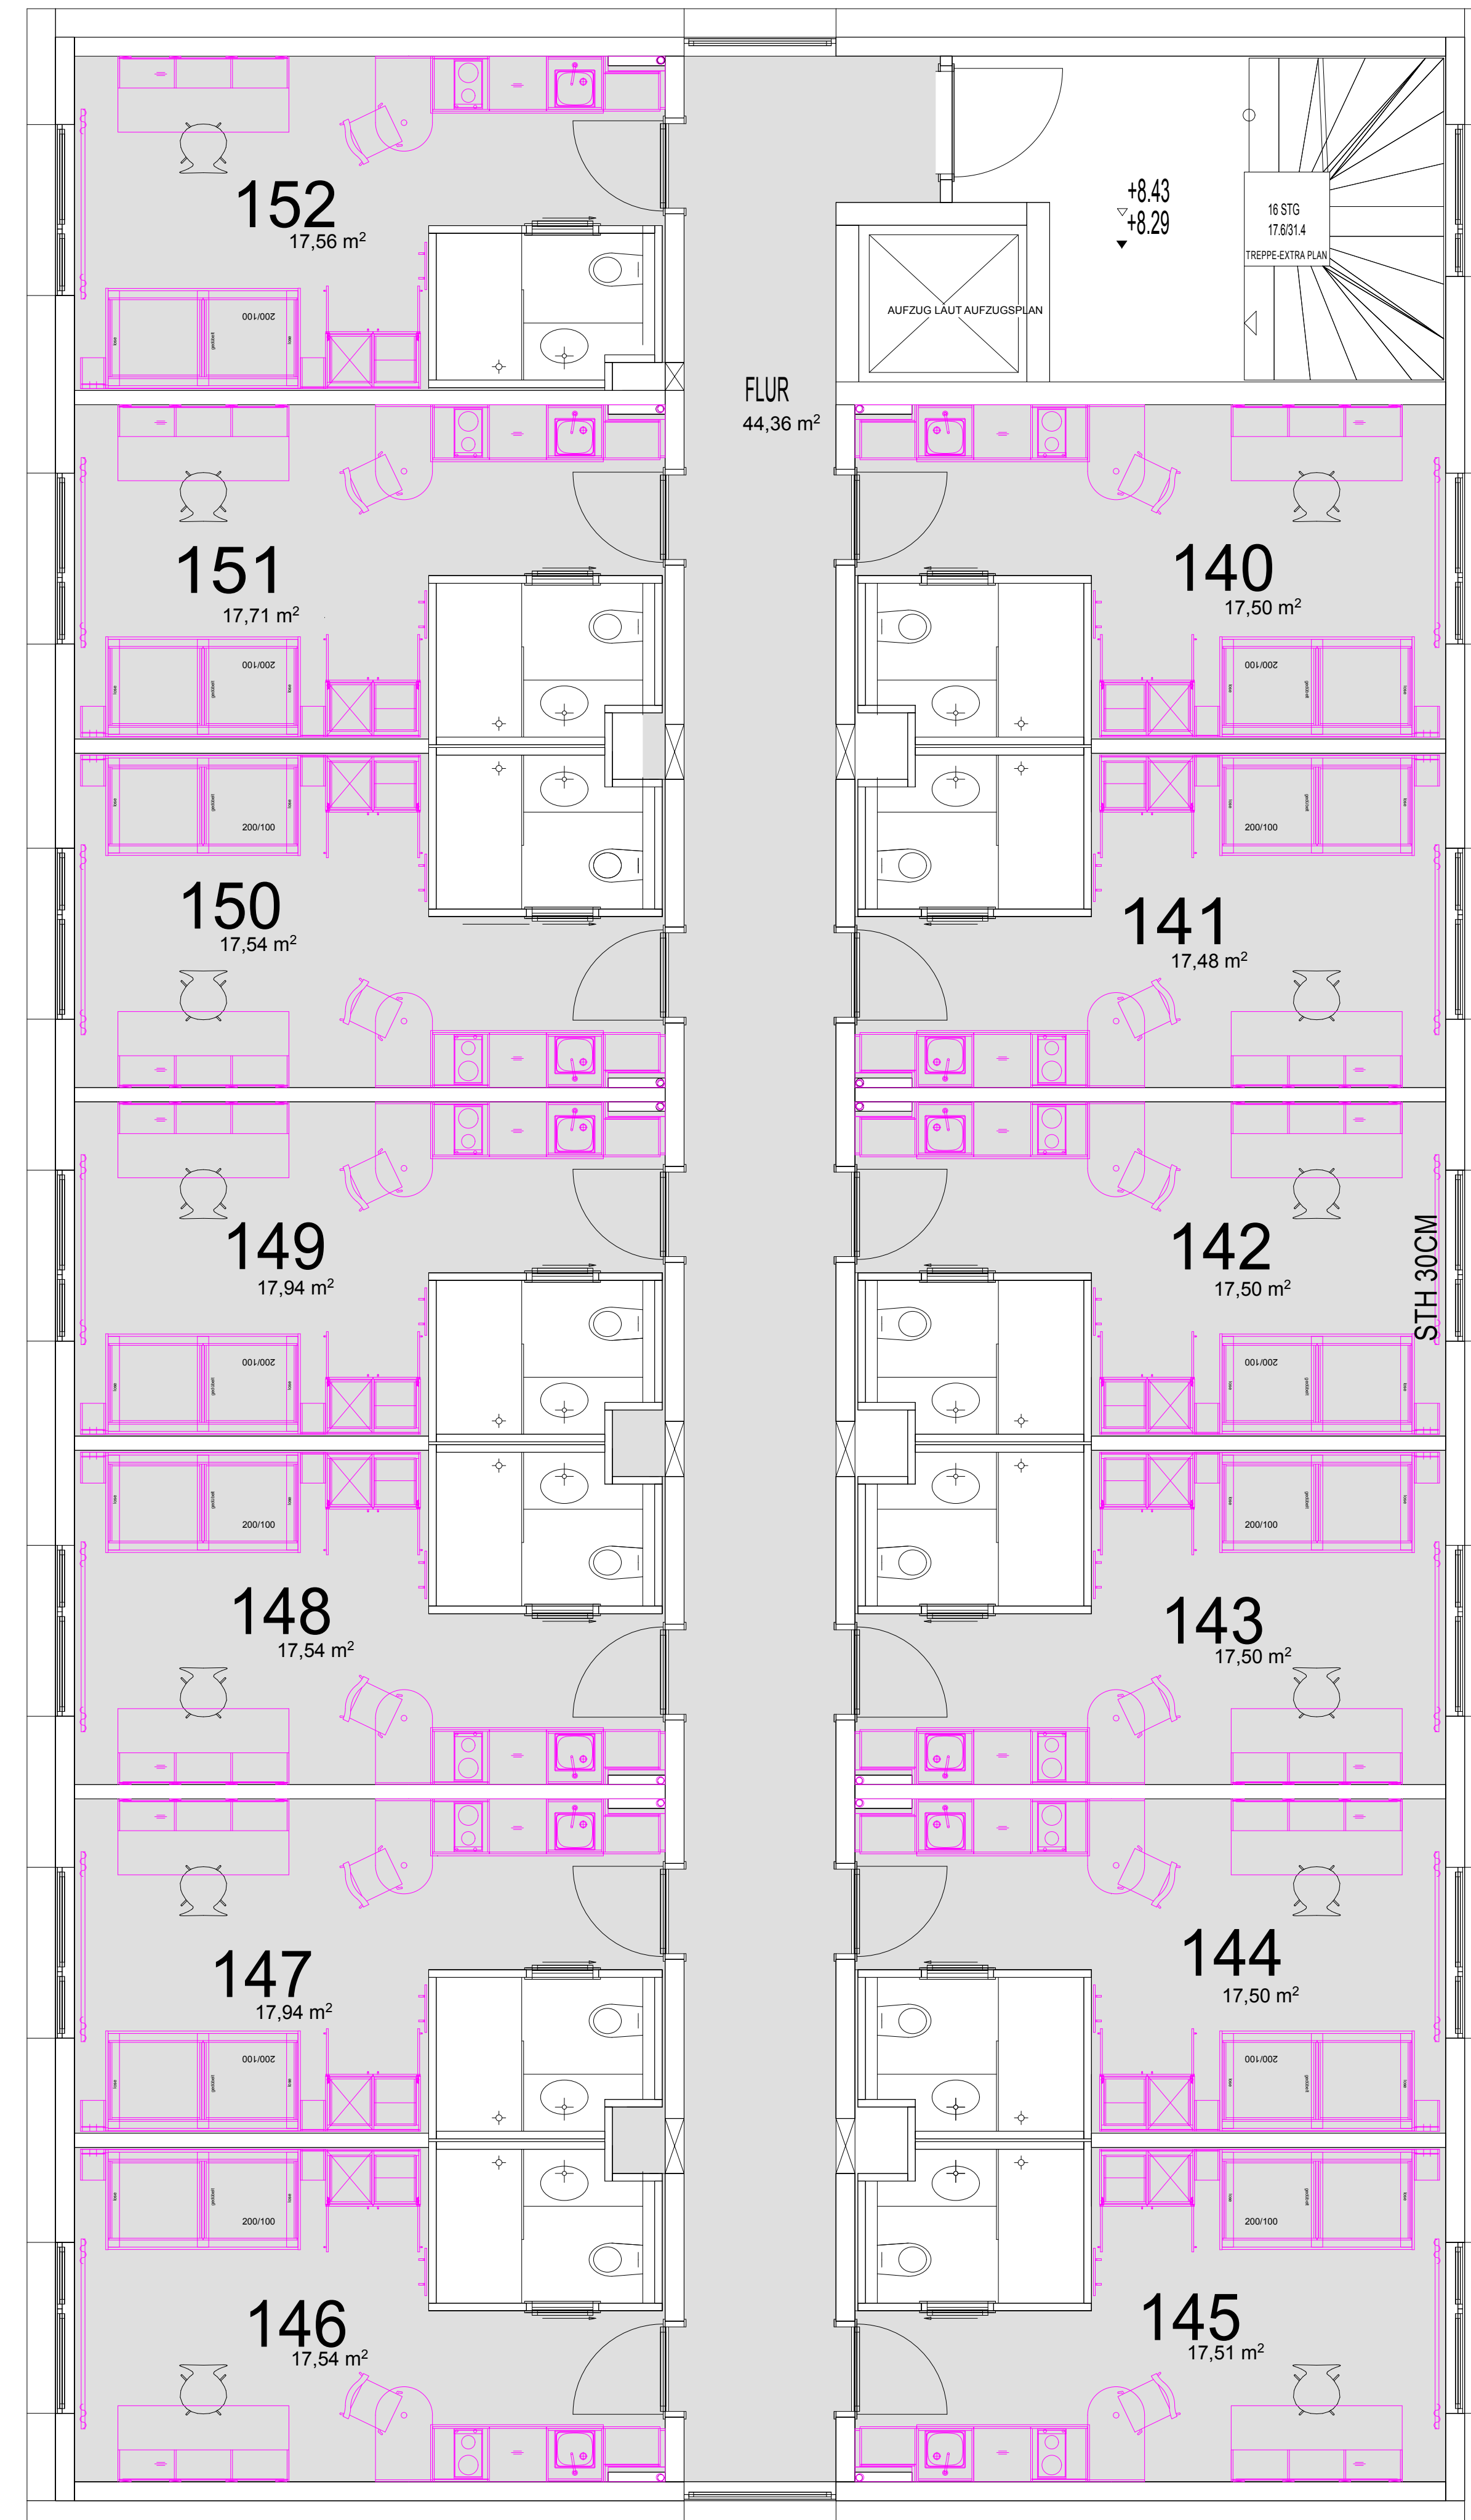 152
17,56 m²
200/100
+8.43
+8.29
16 STG
17.6/31.4
TREPPE-EXTRA PLAN
AUFZUG LAUT AUFZUGSPLAN
FLUR
44,36 m²
151
17,71 m²
200/100
140
17,50 m²
200/100
200/100
150
17,54 m²
200/100
141
17,48 m²
149
17,94 m²
200/100
142
17,50 m²
STH 30CM
200/100
200/100
148
17,54 m²
200/100
143
17,50 m²
147
17,94 m²
200/100
144
17,50 m²
200/100
200/100
146
17,54 m²
200/100
145
17,51 m²